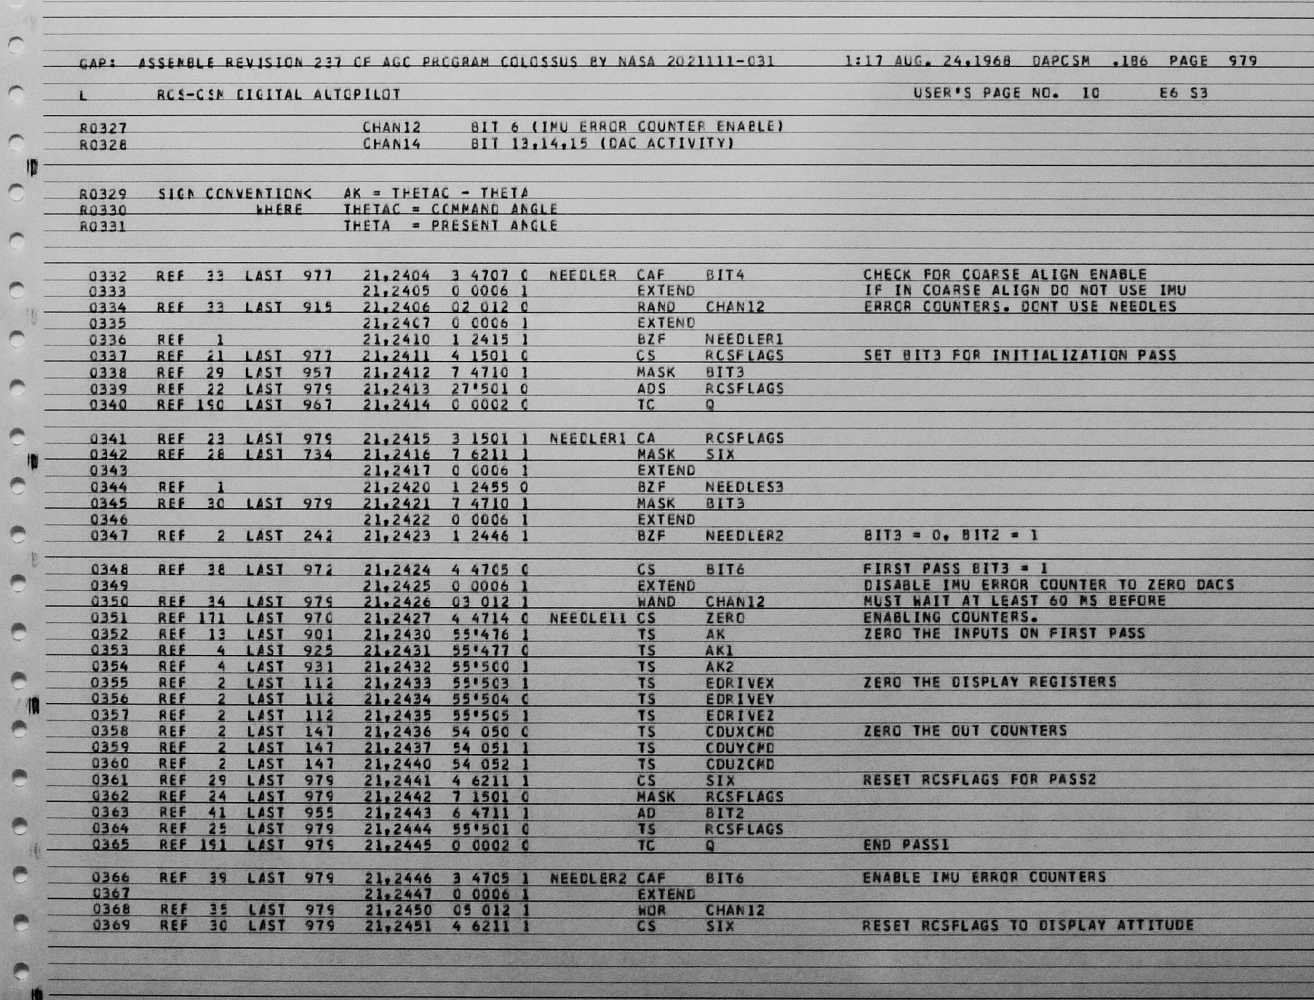 GAP: ASSEMBLE REVISION 237 OF AGC PROGRAM COLOSSUS BY NASA 2021111-031 1:17 AUG. 24,1968 DAPCSM .186 PAGE 979
L RCS-CSM DIGITAL AUTOPILOT USER'S PAGE NO. 10 E6 S3
R0327 CHAN12 BIT 6 (IMU ERROR COUNTER ENABLE)
R0328 CHAN14 BIT 13,14,15 (DAC ACTIVITY)
R0329 SIGN CONVENTION< AK = THETAC - THETA
R0330 WHERE THETAC = COMMAND ANGLE
R0331 THETA = PRESENT ANGLE
0332 REF 33 LAST 977 21,2404 3 4707 0 NEEDLER CAF BIT4 CHECK FOR COARSE ALIGN ENABLE
0333 21,2405 0 0006 1 EXTEND IF IN COARSE ALIGN DO NOT USE IMU
0334 REF 33 LAST 915 21,2406 02 012 0 RAND CHAN12 ERROR COUNTERS. DONT USE NEEDLES
0335 21,2407 0 0006 1 EXTEND
0336 REF 1 21,2410 1 2415 1 BZF NEEDLER1
0337 REF 21 LAST 977 21,2411 4 1501 0 CS RCSFLAGS SET BIT3 FOR INITIALIZATION PASS
0338 REF 29 LAST 957 21,2412 7 4710 1 MASK BIT3
0339 REF 22 LAST 979 21,2413 27'501 0 ADS RCSFLAGS
0340 REF 190 LAST 967 21,2414 0 0002 0 TC Q
0341 REF 23 LAST 979 21,2415 3 1501 1 NEEDLER1 CA RCSFLAGS
0342 REF 28 LAST 734 21,2416 7 6211 1 MASK SIX
0343 21,2417 0 0006 1 EXTEND
0344 REF 1 21,2420 1 2455 0 BZF NEEDLES3
0345 REF 30 LAST 979 21,2421 7 4710 1 MASK BIT3
0346 21,2422 0 0006 1 EXTEND
0347 REF 2 LAST 242 21,2423 1 2446 1 BZF NEEDLER2 BIT3 = 0, BIT2 = 1
0348 REF 38 LAST 972 21,2424 4 4705 0 CS BIT6 FIRST PASS BIT3 = 1
0349 21,2425 0 0006 1 EXTEND DISABLE IMU ERROR COUNTER TO ZERO DACS
0350 REF 34 LAST 979 21,2426 03 012 1 WAND CHAN12 MUST WAIT AT LEAST 60 MS BEFORE
0351 REF 171 LAST 970 21,2427 4 4714 0 NEEDLE11 CS ZERO ENABLING COUNTERS.
0352 REF 13 LAST 901 21,2430 55'476 1 TS AK ZERO THE INPUTS ON FIRST PASS
0353 REF 4 LAST 925 21,2431 55'477 0 TS AK1
0354 REF 4 LAST 931 21,2432 55'500 1 TS AK2
0355 REF 2 LAST 112 21,2433 55'503 1 TS EDRIVEX ZERO THE DISPLAY REGISTERS
0356 REF 2 LAST 112 21,2434 55'504 0 TS EDRIVEY
0357 REF 2 LAST 112 21,2435 55'505 1 TS EDRIVEZ
0358 REF 2 LAST 147 21,2436 54 050 0 TS CDUXCMD ZERO THE OUT COUNTERS
0359 REF 2 LAST 147 21,2437 54 051 1 TS CDUYCMD
0360 REF 2 LAST 147 21,2440 54 052 1 TS CDUZCMD
0361 REF 29 LAST 979 21,2441 4 6211 1 CS SIX RESET RCSFLAGS FOR PASS2
0362 REF 24 LAST 979 21,2442 7 1501 0 MASK RCSFLAGS
0363 REF 41 LAST 955 21,2443 6 4711 1 AD BIT2
0364 REF 25 LAST 979 21,2444 55'501 0 TS RCSFLAGS
0365 REF 191 LAST 979 21,2445 0 0002 0 TC Q END PASS1
0366 REF 39 LAST 979 21,2446 3 4705 1 NEEDLER2 CAF BIT6 ENABLE IMU ERROR COUNTERS
0367 21,2447 0 0006 1 EXTEND
0368 REF 35 LAST 979 21,2450 05 012 1 WOR CHAN12
0369 REF 30 LAST 979 21,2451 4 6211 1 CS SIX RESET RCSFLAGS TO DISPLAY ATTITUDE